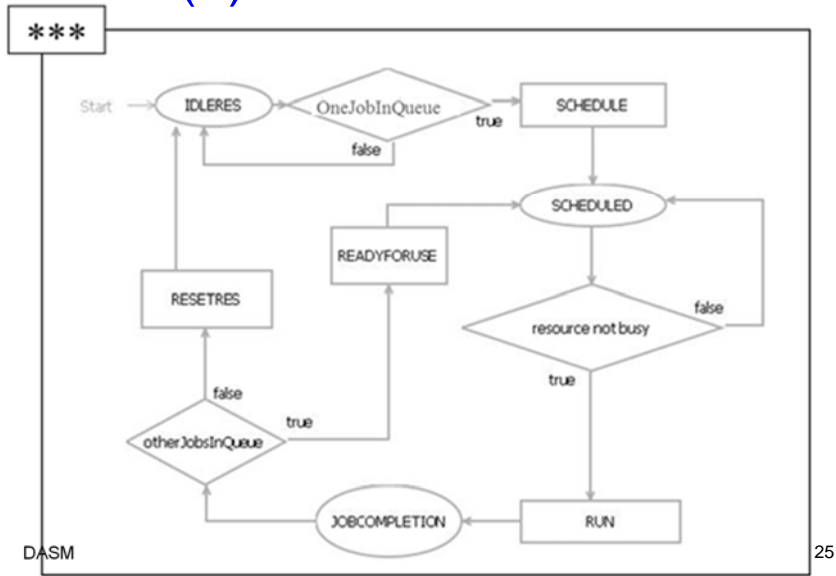 ***
Start
IDLERES
OneJobInQueue
true
false
SCHEDULE
SCHEDULED
READYFORUSE
RESETRES
resource not busy
false
true
false
true
otherJobsInQueue
JOBCOMPLETION
RUN
DASM
25